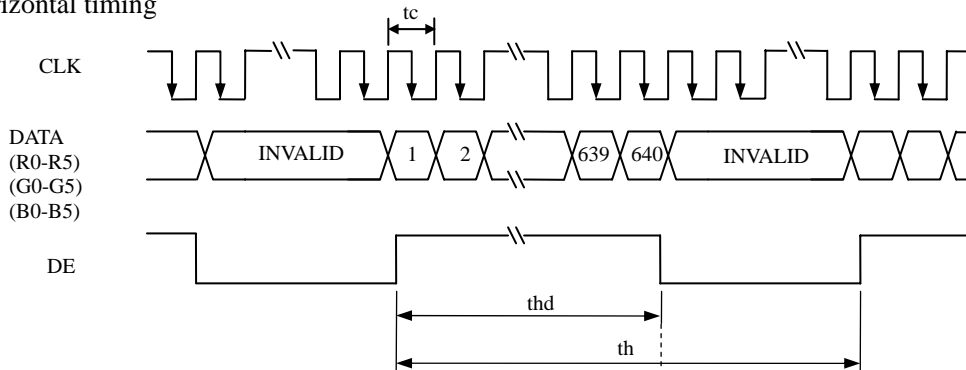 rizontal timing
tc
CLK
DATA
(R0-R5)
(G0-G5)
(B0-B5)
INVALID 1 2 639 640 INVALID
DE
thd
th